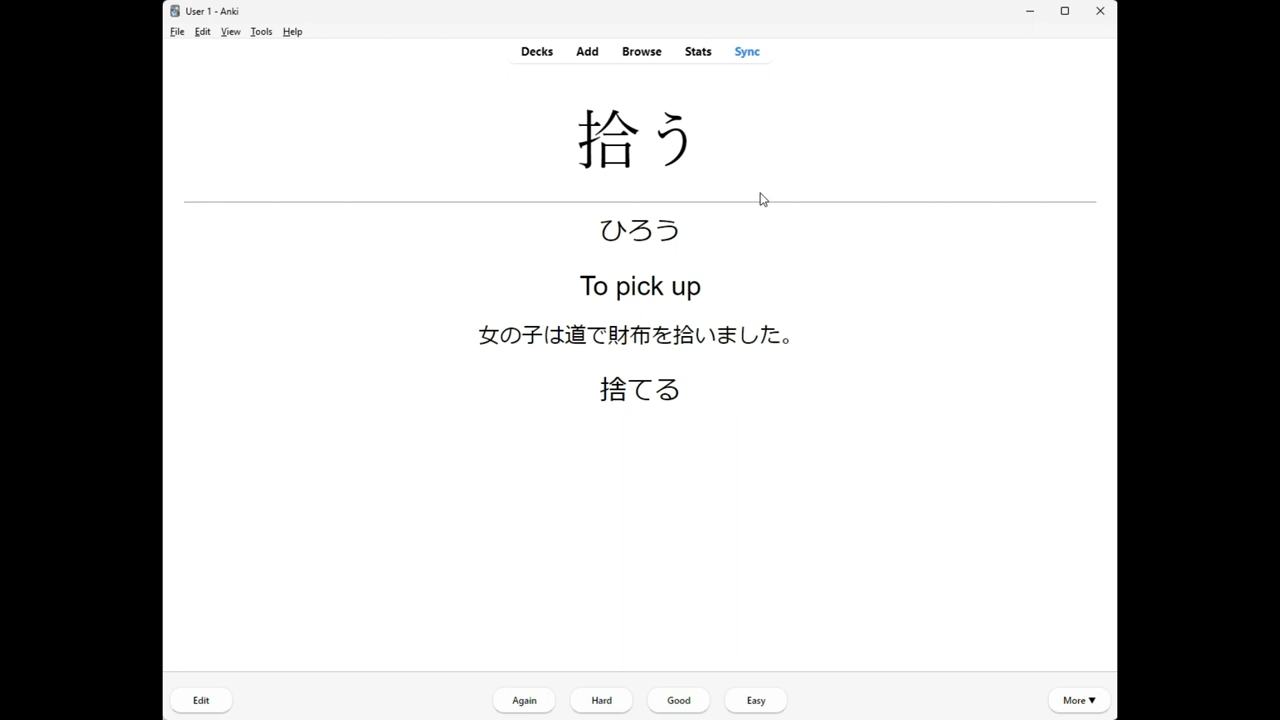 User 1 - Anki
File Edit View Tools Help
Decks Add Browse Stats Sync
拾う
ひろう
To pick up
女の子は道で財布を拾いました。
捨てる
Edit Again Hard Good Easy More ▼